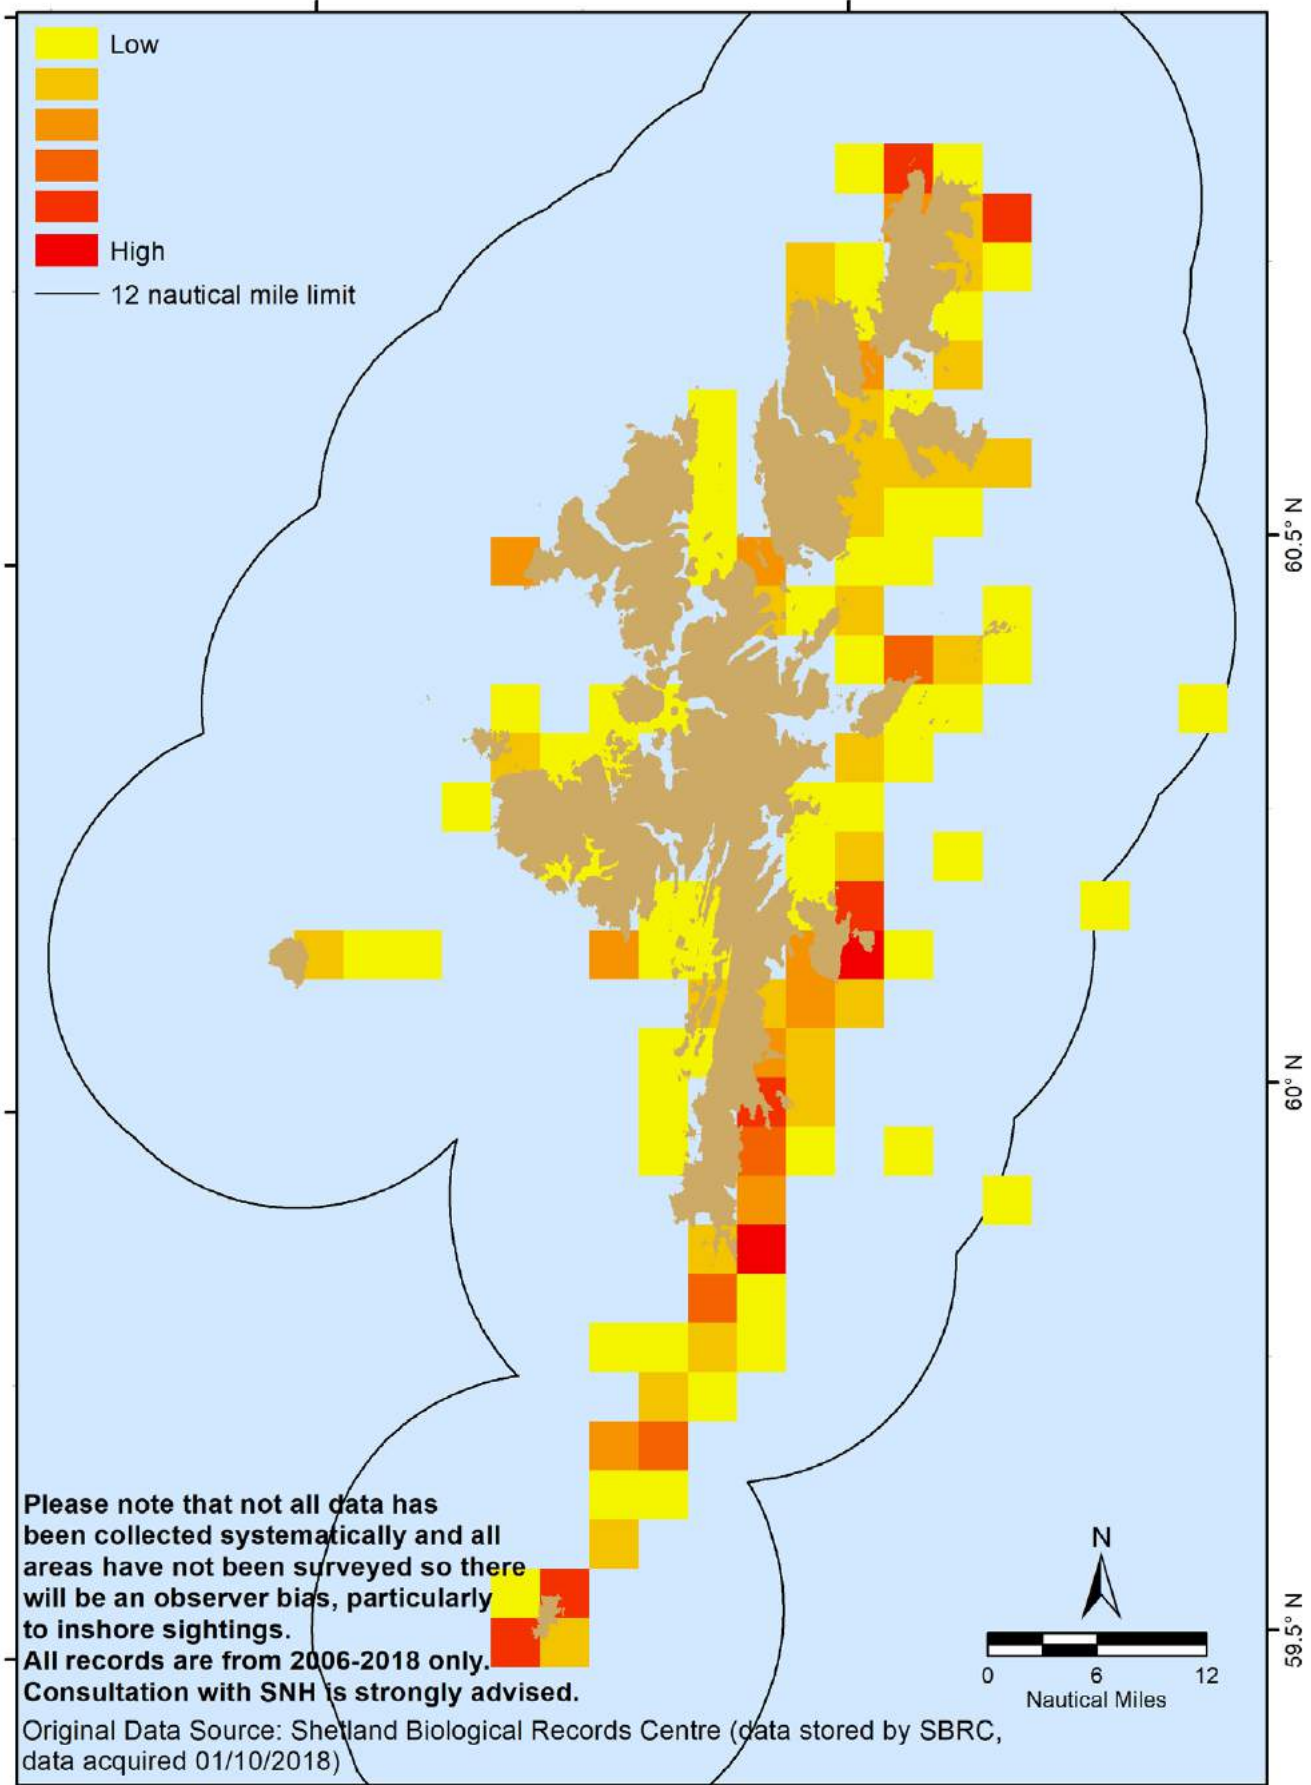 Low
High
12 nautical mile limit
60.5° N
60° N
59.5° N
Please note that not all data has
been collected systematically and all
areas have not been surveyed so there
will be an observer bias, particularly
to inshore sightings.
All records are from 2006-2018 only.
Consultation with SNH is strongly advised.
Original Data Source: Shetland Biological Records Centre (data stored by SBRC,
data acquired 01/10/2018)
N
0 6 12
Nautical Miles